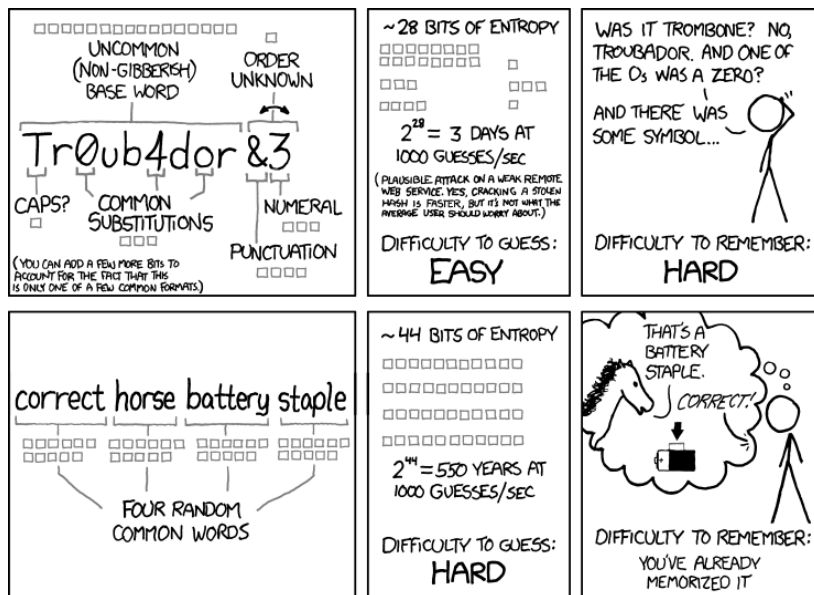 UNCOMMON
(NON-GIBBERISH)
BASE WORD
ORDER
UNKNOWN
Tr0ub4dor &3
CAPS?
COMMON
SUBSTITUTIONS
NUMERAL
PUNCTUATION
(YOU CAN ADD A FEW MORE BITS TO
ACCOUNT FOR THE FACT THAT THIS
IS ONLY ONE OF A FEW COMMON FORMATS.)
~28 BITS OF ENTROPY
2^28 = 3 DAYS AT
1000 GUESSES/SEC
(PLAUSIBLE ATTACK ON A WEAK REMOTE
WEB SERVICE. YES, CRACKING A STOLEN
HASH IS FASTER, BUT IT'S NOT WHAT THE
AVERAGE USER SHOULD WORRY ABOUT.)
DIFFICULTY TO GUESS:
EASY
WAS IT TROMBONE? NO,
TROUBADOR. AND ONE OF
THE Os WAS A ZERO?
AND THERE WAS
SOME SYMBOL...
DIFFICULTY TO REMEMBER:
HARD
correct horse battery staple
FOUR RANDOM
COMMON WORDS
~44 BITS OF ENTROPY
2^44 = 550 YEARS AT
1000 GUESSES/SEC
DIFFICULTY TO GUESS:
HARD
THAT'S A
BATTERY
STAPLE.
CORRECT!
DIFFICULTY TO REMEMBER:
YOU'VE ALREADY
MEMORIZED IT